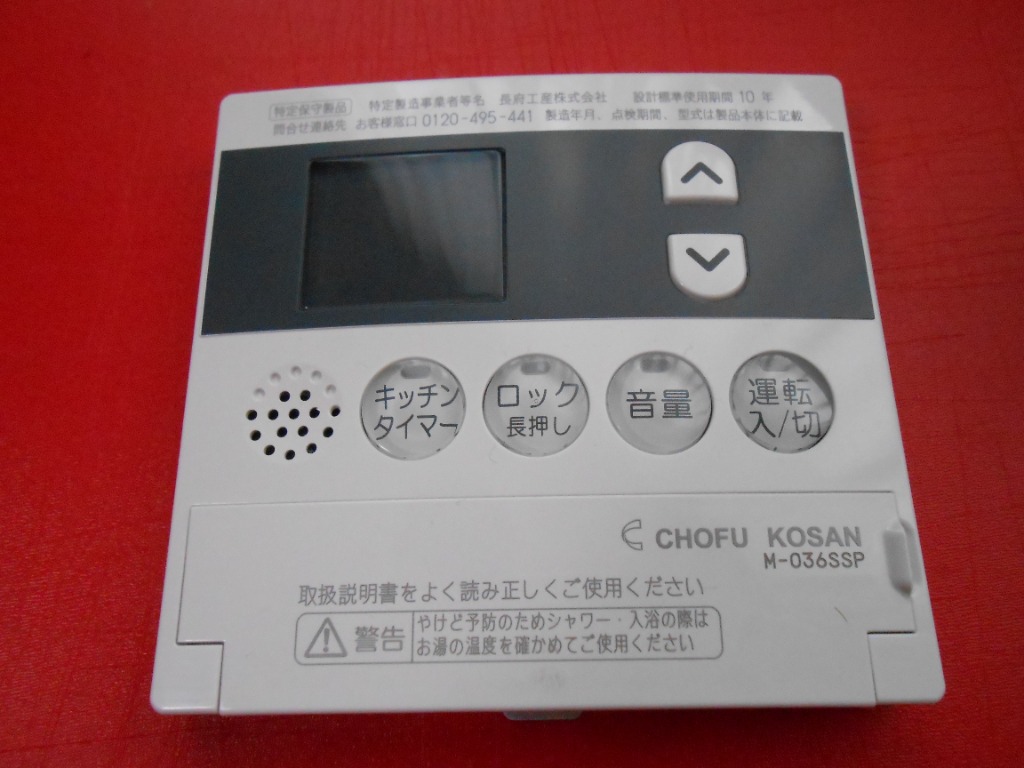 特定保守製品 特定製造事業者等名 長府工産株式会社 設計標準使用期間 10 年
問合せ連絡先 お客様窓口 0120-495-441 製造年月、点検期間、型式は製品本体に記載
キッチン
タイマー
ロック
長押し
音量
運転
入/切
CHOFU KOSAN
M-036SSP
取扱説明書をよく読み正しくご使用ください
警告
やけど予防のためシャワー・入浴の際は
お湯の温度を確かめてご使用ください